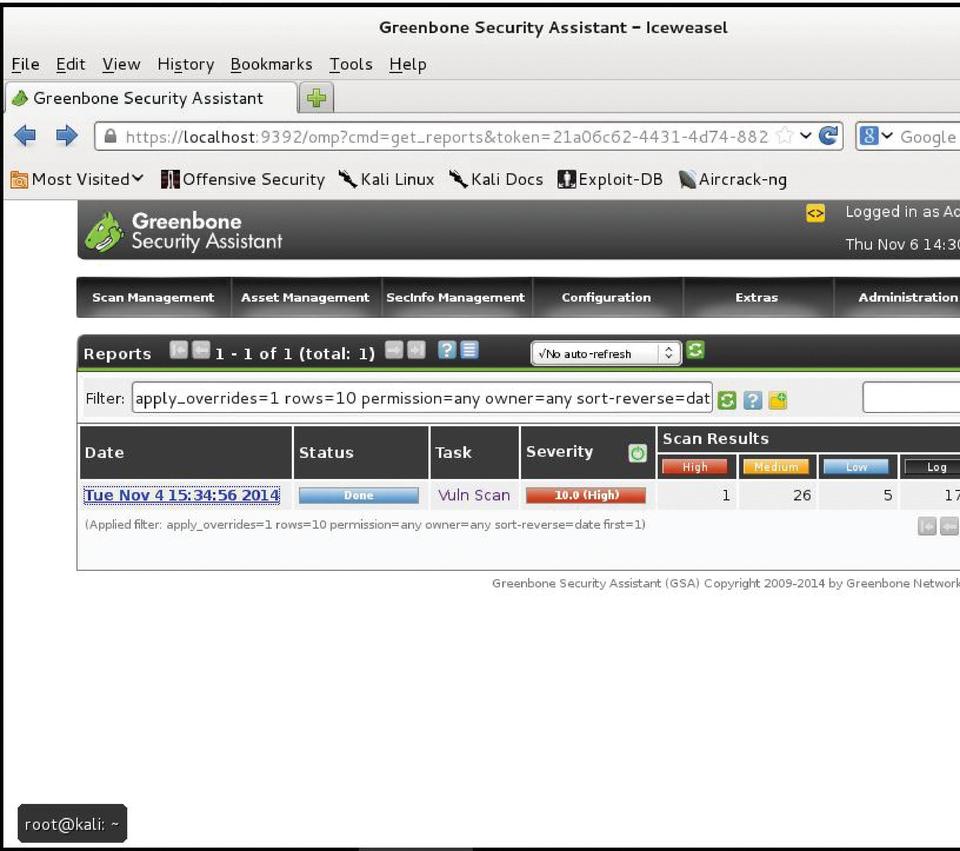 Greenbone Security Assistant - Iceweasel
File Edit View History Bookmarks Tools Help
Greenbone Security Assistant
https://localhost:9392/omp?cmd=get_reports&token=21a06c62-4431-4d74-882 Google
Most Visited Offensive Security Kali Linux Kali Docs Exploit-DB Aircrack-ng
Greenbone
Security Assistant
Logged in as Ad
Thu Nov 6 14:30
Scan Management Asset Management SecInfo Management Configuration Extras Administration
Reports 1 - 1 of 1 (total: 1) √No auto-refresh
Filter: apply_overrides=1 rows=10 permission=any owner=any sort-reverse=dat
Date Status Task Severity Scan Results
High Medium Low Log
Tue Nov 4 15:34:56 2014 Done Vuln Scan 10.0 (High) 1 26 5 17
(Applied filter: apply_overrides=1 rows=10 permission=any owner=any sort-reverse=date first=1)
Greenbone Security Assistant (GSA) Copyright 2009-2014 by Greenbone Network
root@kali: ~